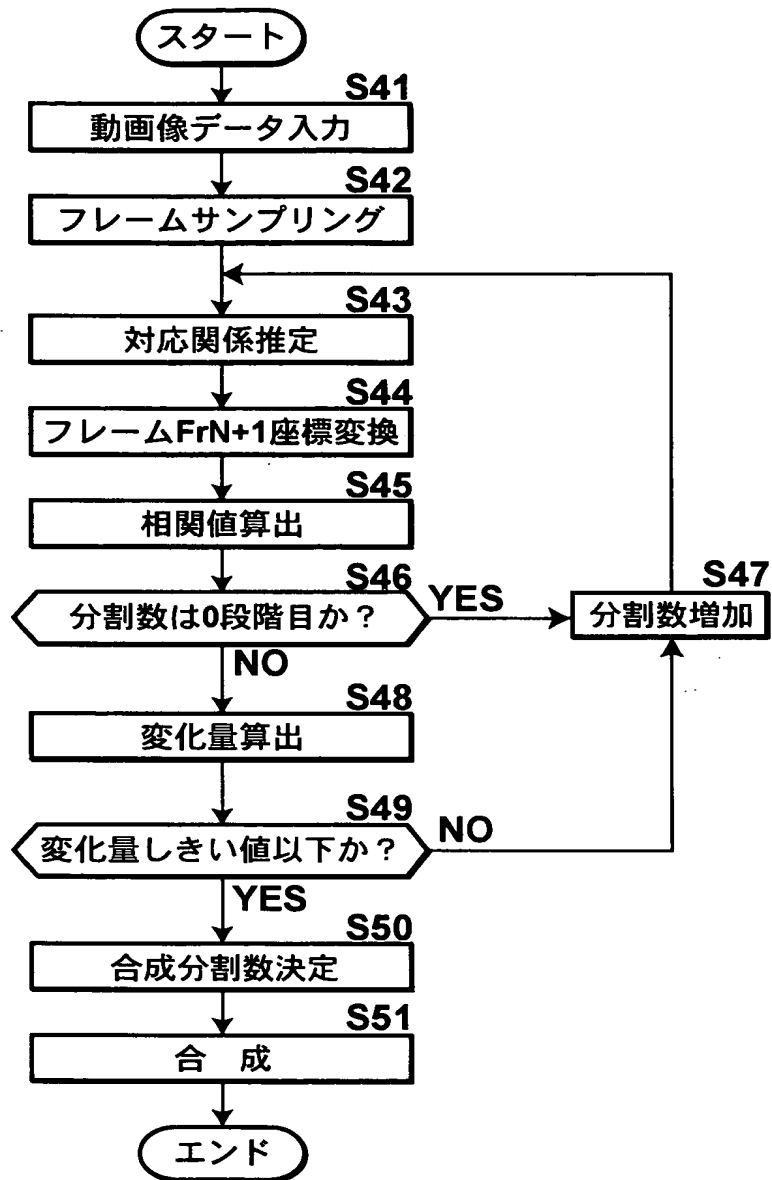 スタート
S41
動画像データ入力
S42
フレームサンプリング
S43
対応関係推定
S44
フレームFrN+1座標変換
S45
相関値算出
S46
分割数は0段階目か?
YES
S47
分割数増加
NO
S48
変化量算出
S49
変化量しきい値以下か?
NO
YES
S50
合成分割数決定
S51
合 成
エンド